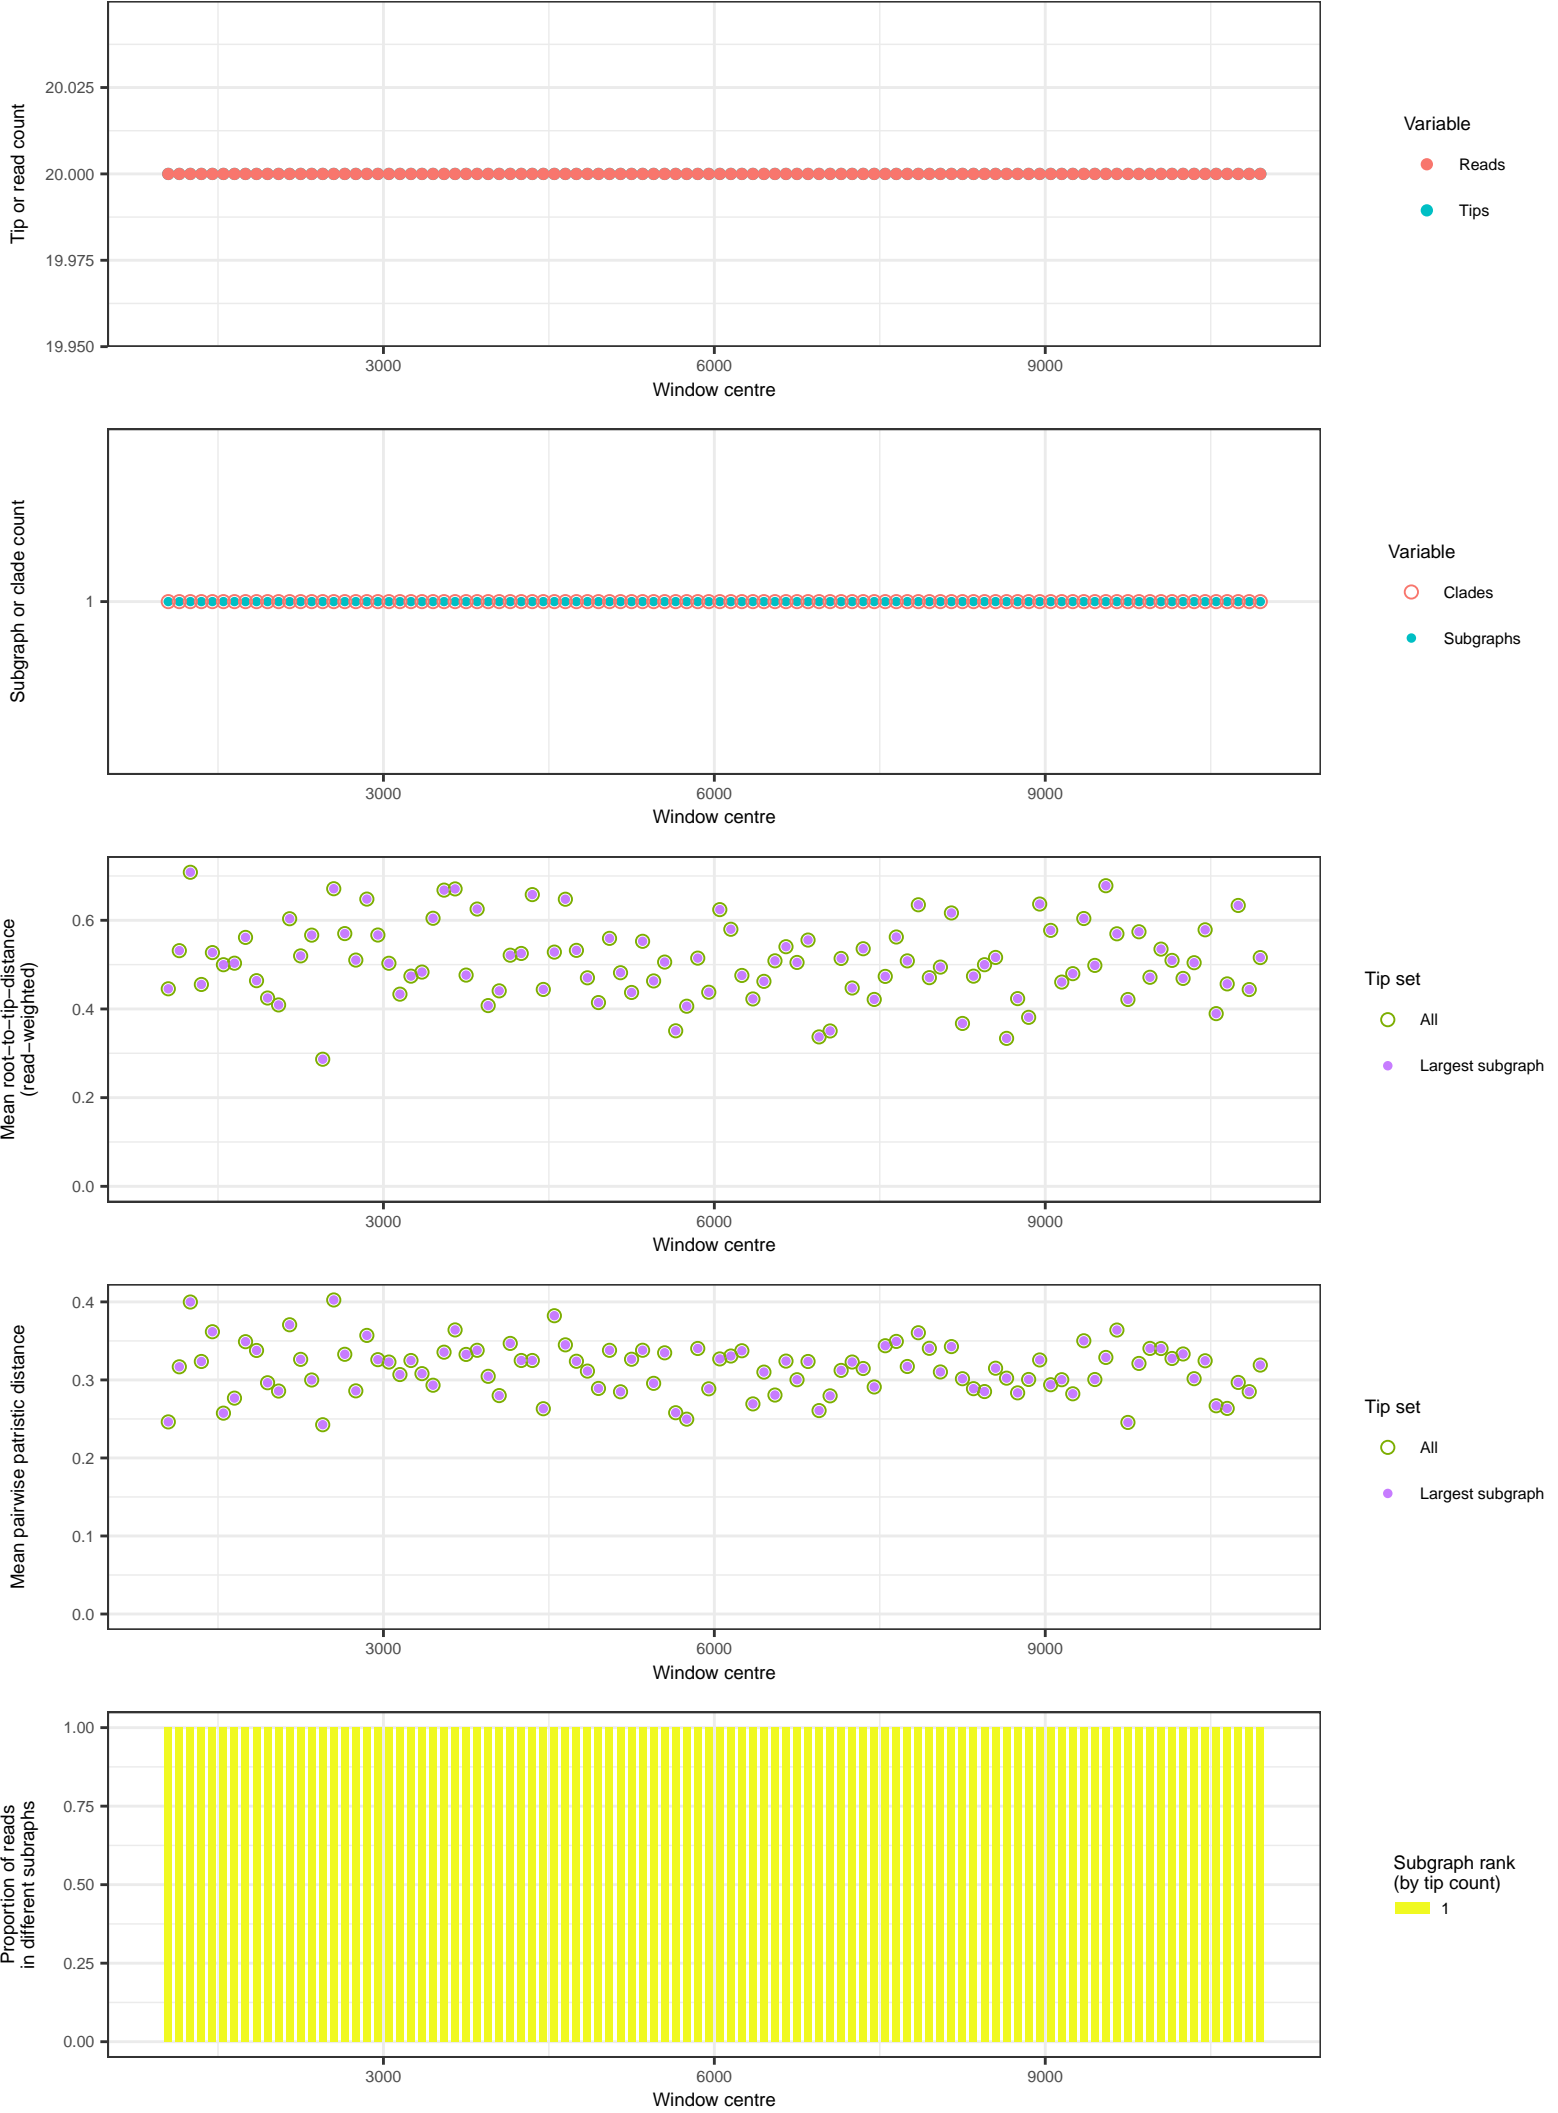 Tip or read count
20.025
20.000
19.975
19.950
3000
6000
9000
Window centre
Variable
Reads
Tips
Subgraph or clade count
1
3000
6000
9000
Window centre
Variable
Clades
Subgraphs
Mean root−to−tip−distance
(read−weighted)
0.6
0.4
0.2
0.0
3000
6000
9000
Window centre
Tip set
All
Largest subgraph
Mean pairwise patristic distance
0.4
0.3
0.2
0.1
0.0
3000
6000
9000
Window centre
Tip set
All
Largest subgraph
Proportion of reads
in different subraphs
1.00
0.75
0.50
0.25
0.00
3000
6000
9000
Window centre
Subgraph rank
(by tip count)
1